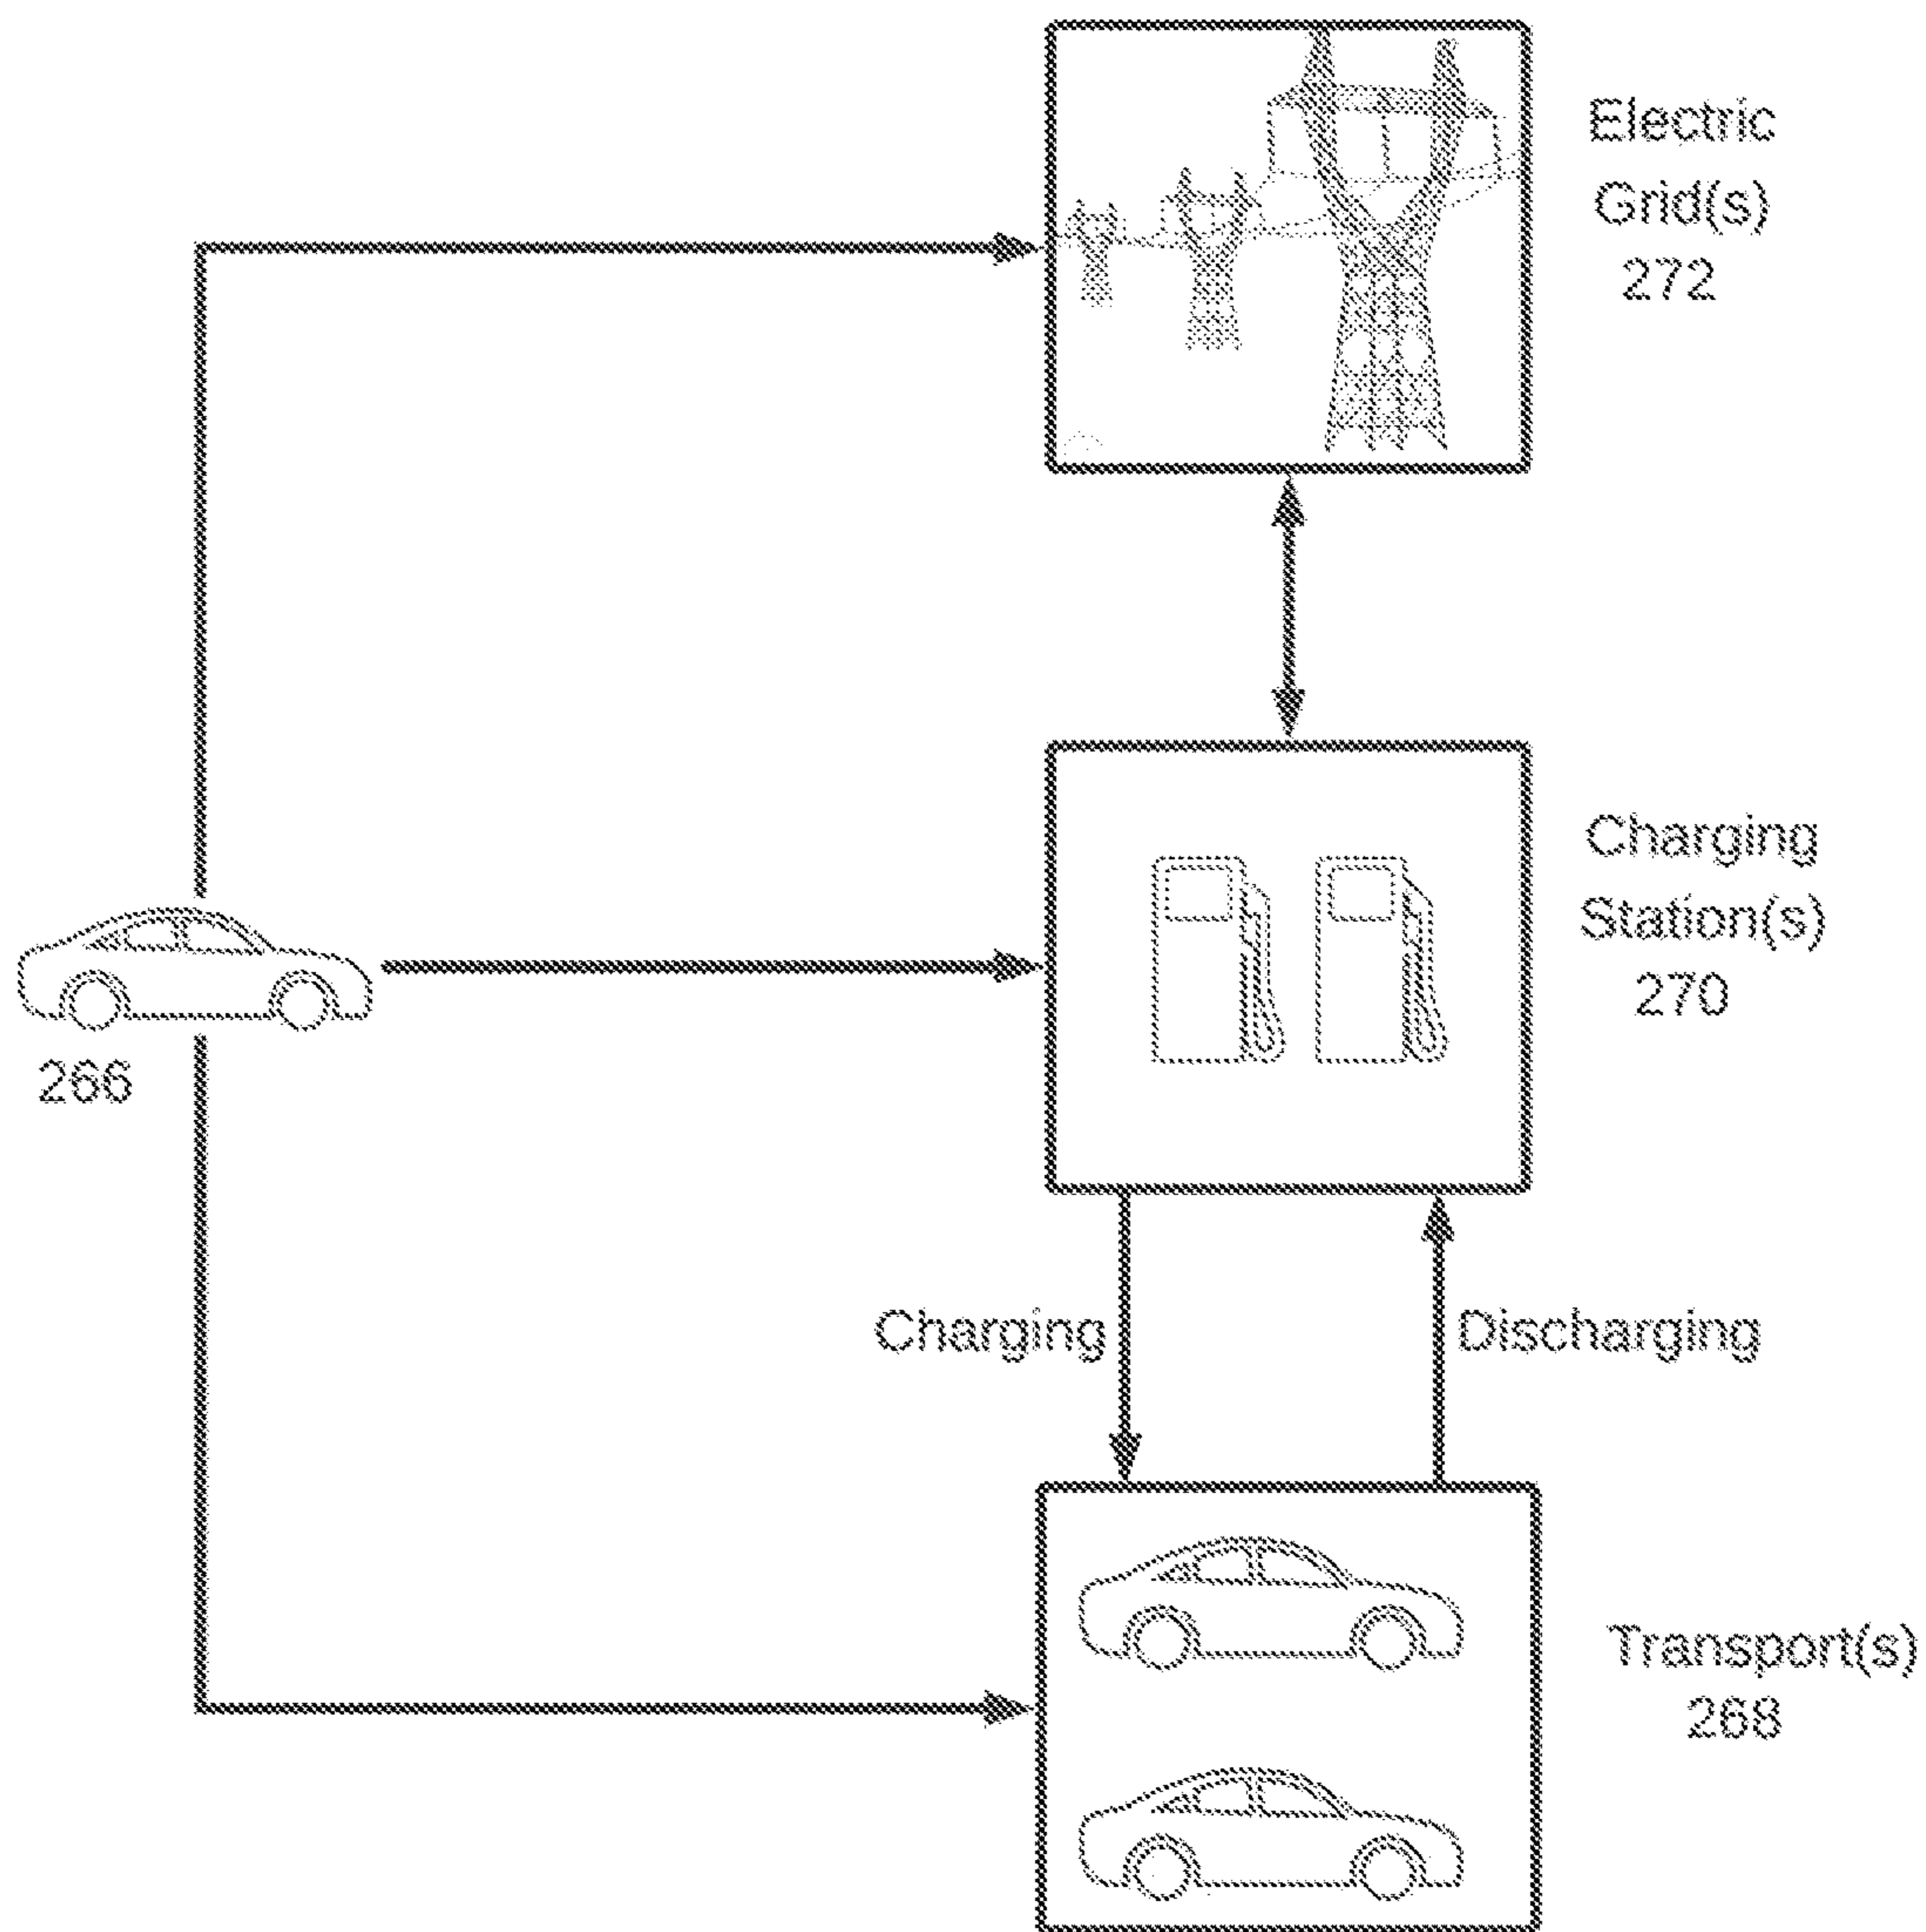 Electric
Grid(s)
272
Charging
Station(s)
270
266
Charging
Discharging
Transport(s)
268